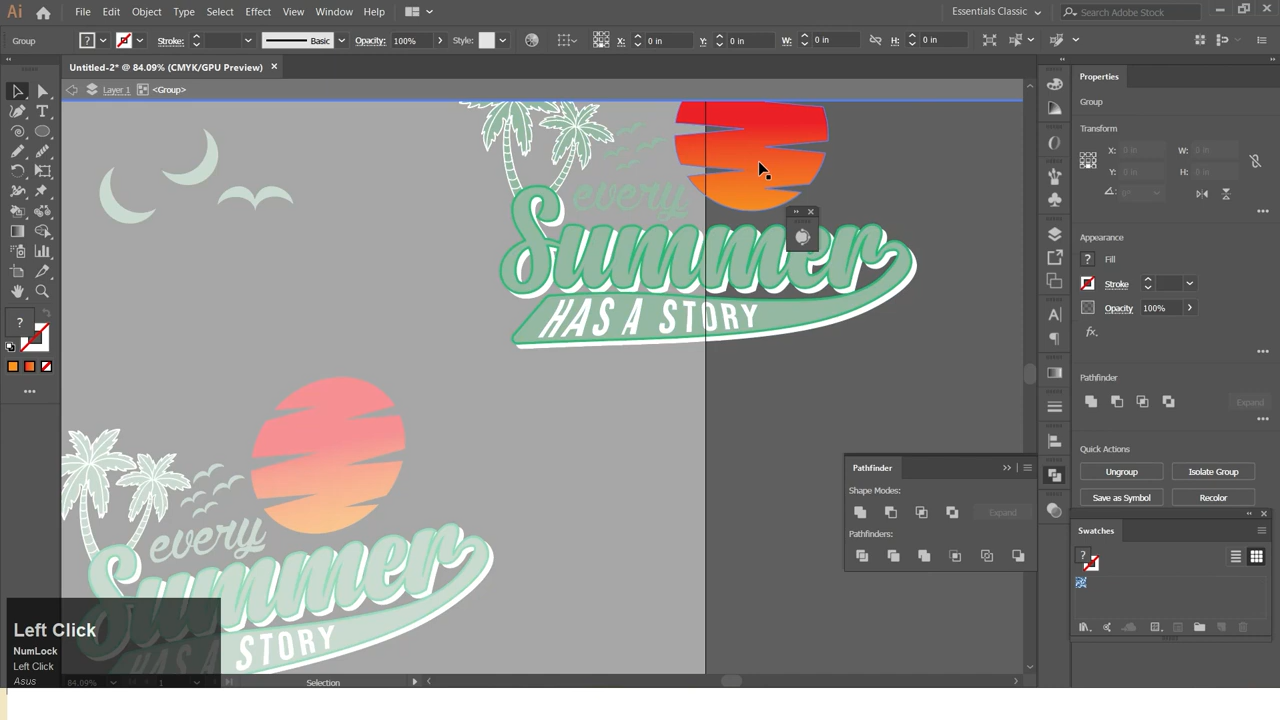 Ai File Edit Object Type Select Effect View Window Help Essentials Classic Search Adobe Stock
Group ? Stroke: Basic Opacity: 100% Style: X: 0 in Y: 0 in W: 0 in H: 0 in
Untitled-2* @ 84.09% (CMYK/GPU Preview) ×
Layer 1 <Group>
every
Summer
HAS A STORY
every
Summer
HAS A STORY
Properties
Group
Transform
X: 0 in W: 0 in
Y: 0 in H: 0 in
0°
Appearance
? Fill
Stroke
Opacity 100%
fx.
Pathfinder
Expand
Quick Actions
Ungroup Isolate Group
Save as Symbol Recolor
Pathfinder
Shape Modes:
Expand
Pathfinders:
Swatches
?
?
T
A
Left Click
NumLock
Left Click
Asus
84.09% 1 Selection